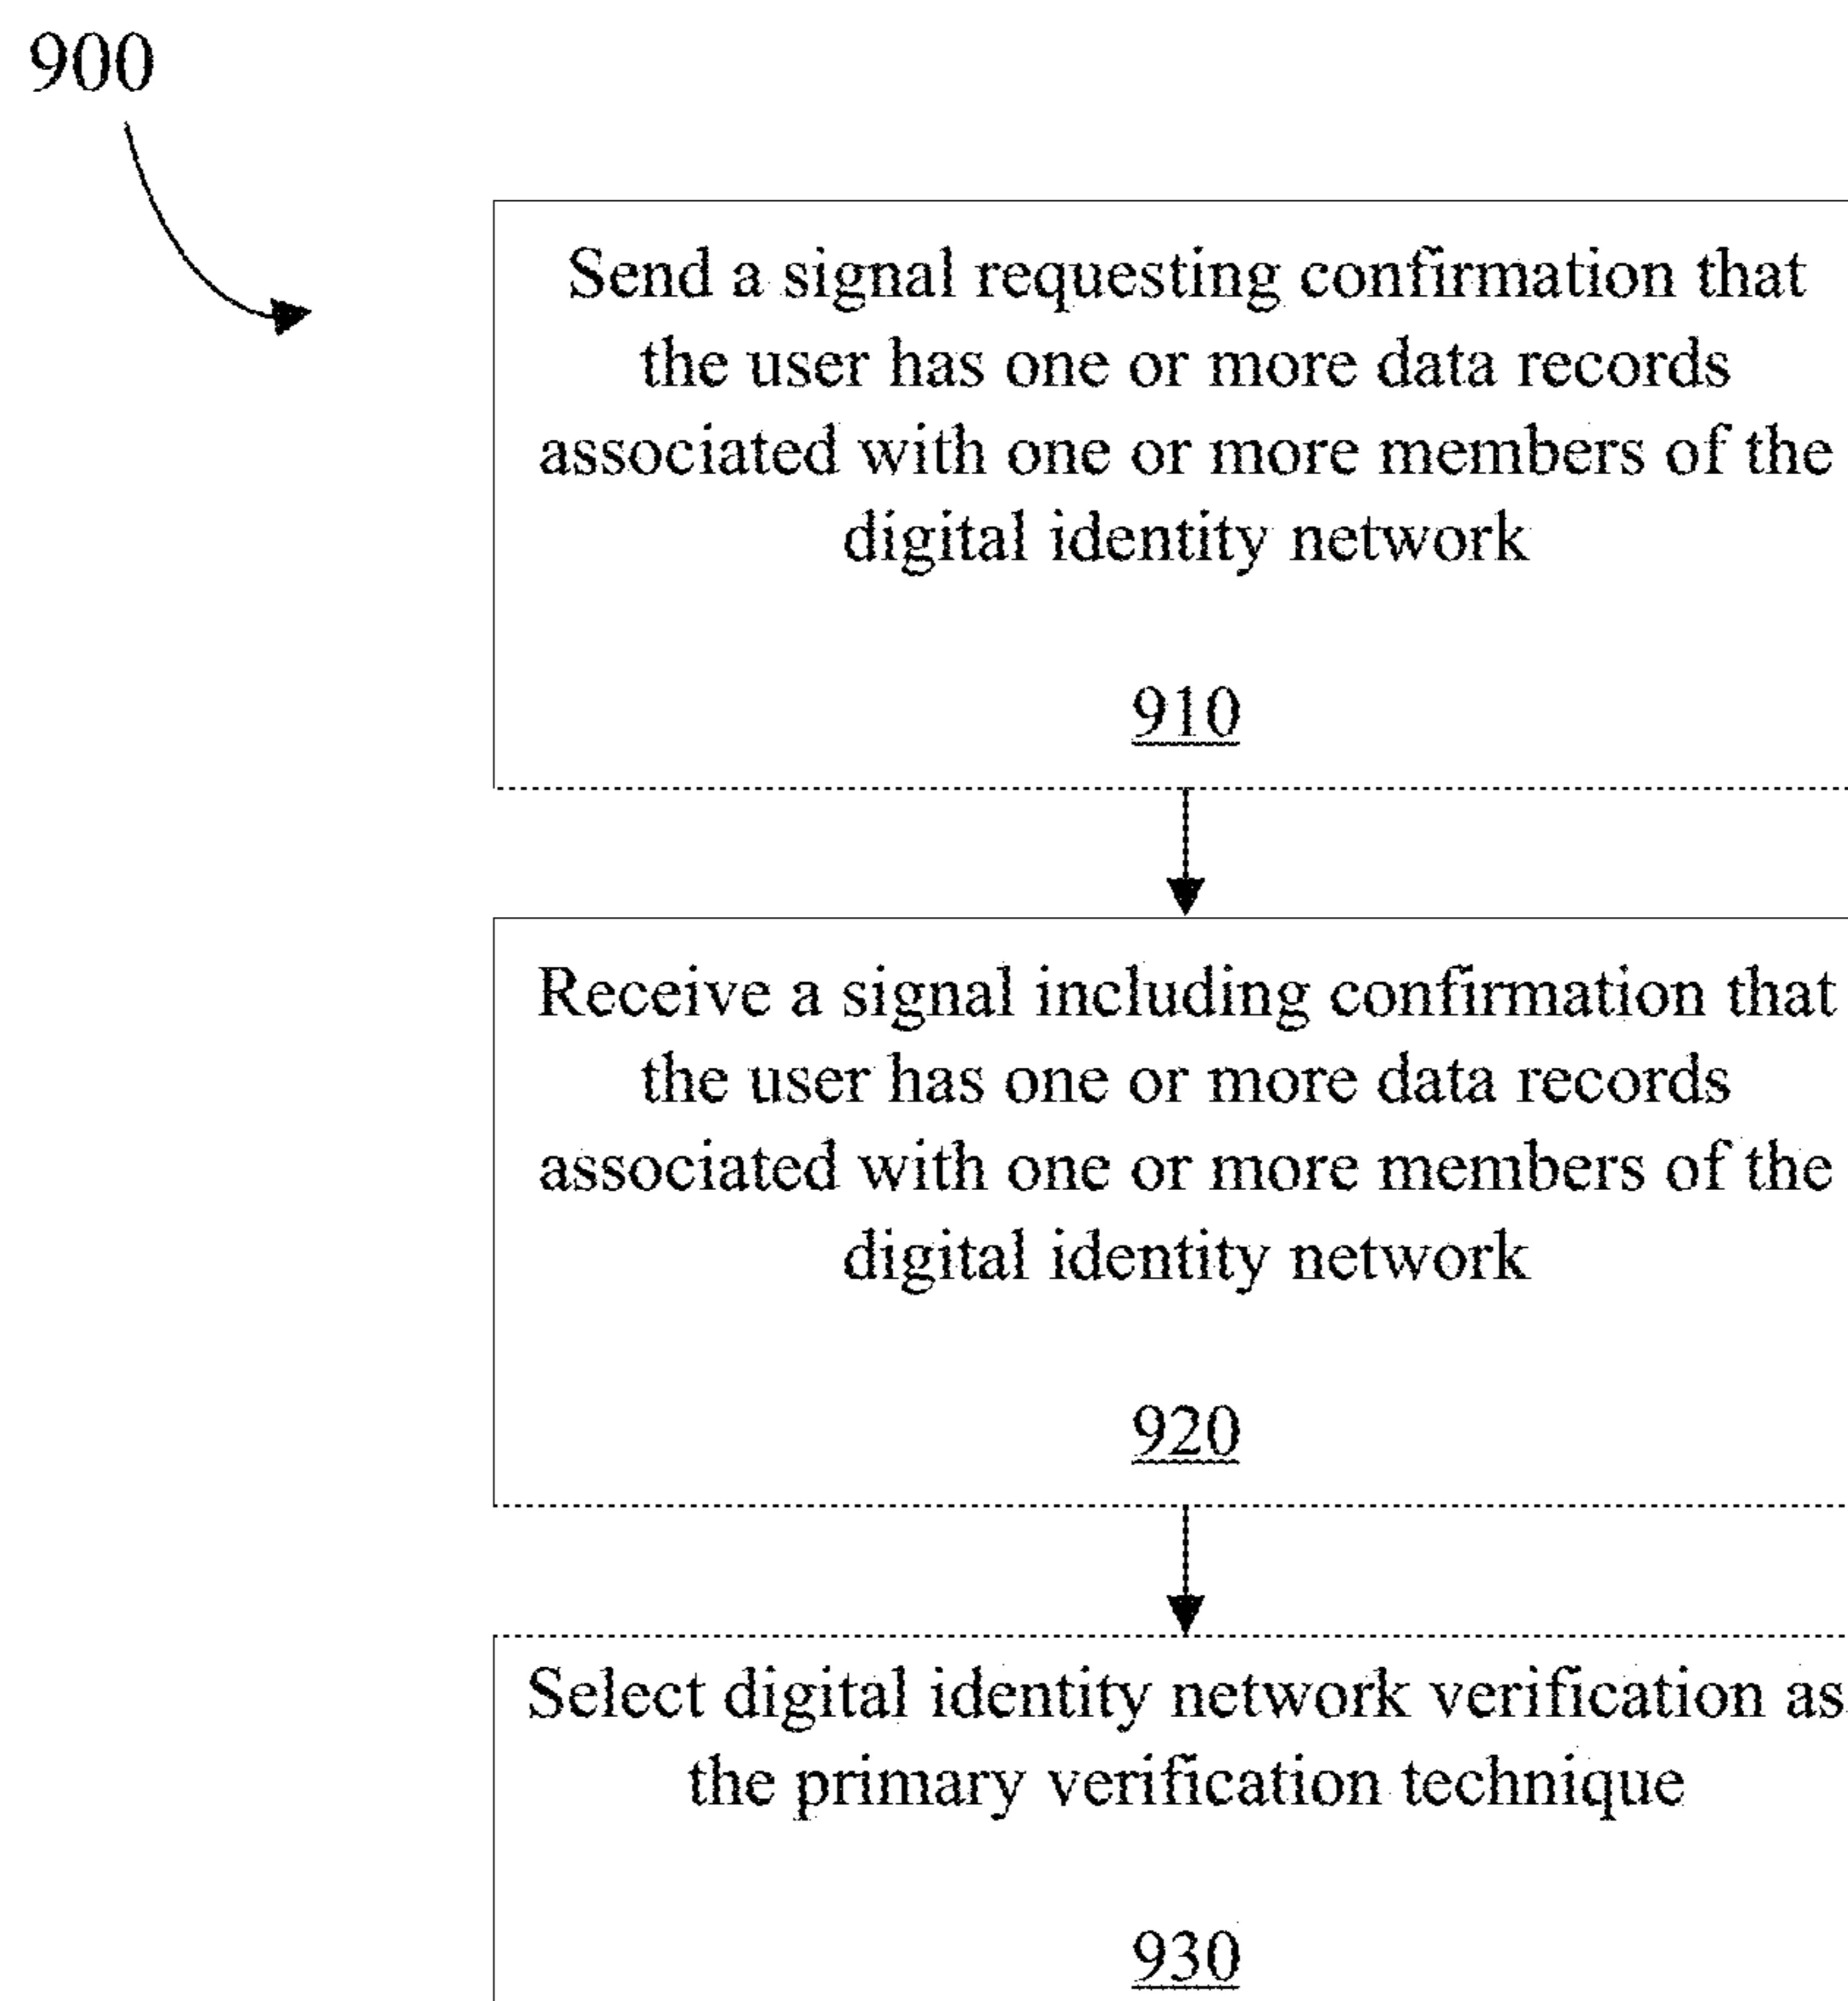 900
Send a signal requesting confirmation that
the user has one or more data records
associated with one or more members of the
digital identity network
910
Receive a signal including confirmation that
the user has one or more data records
associated with one or more members of the
digital identity network
920
Select digital identity network verification as
the primary verification technique
930